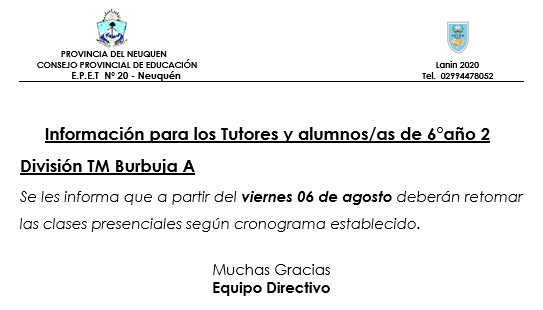 PROVINCIA DEL NEUQUEN
CONSEJO PROVINCIAL DE EDUCACIÓN
E.P.E.T Nº 20 - Neuquén
Lanin 2020
Tel. 02994478052
Información para los Tutores y alumnos/as de 6°año 2
División TM Burbuja A
Se les informa que a partir del viernes 06 de agosto deberán retomar
las clases presenciales según cronograma establecido.
Muchas Gracias
Equipo Directivo